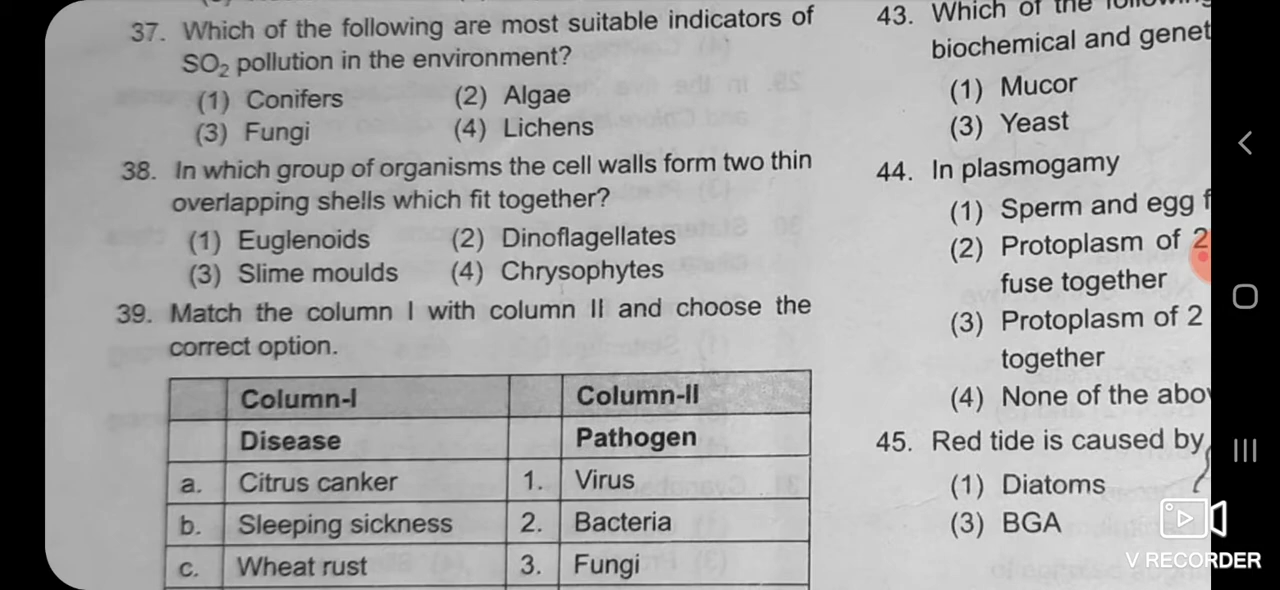 37. Which of the following are most suitable indicators of
SO₂ pollution in the environment?
(1) Conifers (2) Algae
(3) Fungi (4) Lichens
38. In which group of organisms the cell walls form two thin
overlapping shells which fit together?
(1) Euglenoids (2) Dinoflagellates
(3) Slime moulds (4) Chrysophytes
39. Match the column I with column II and choose the
correct option.
Column-I Column-II
Disease Pathogen
a. Citrus canker 1. Virus
b. Sleeping sickness 2. Bacteria
c. Wheat rust 3. Fungi
43. Which of the
biochemical and
(1) Mucor
(3) Yeast
44. In plasmogamy
(1) Sperm and egg
(2) Protoplasm of 2
fuse together
(3) Protoplasm of 2
together
(4) None of the
45. Red tide is caused by
(1) Diatoms
(3) BGA
V RECORDER